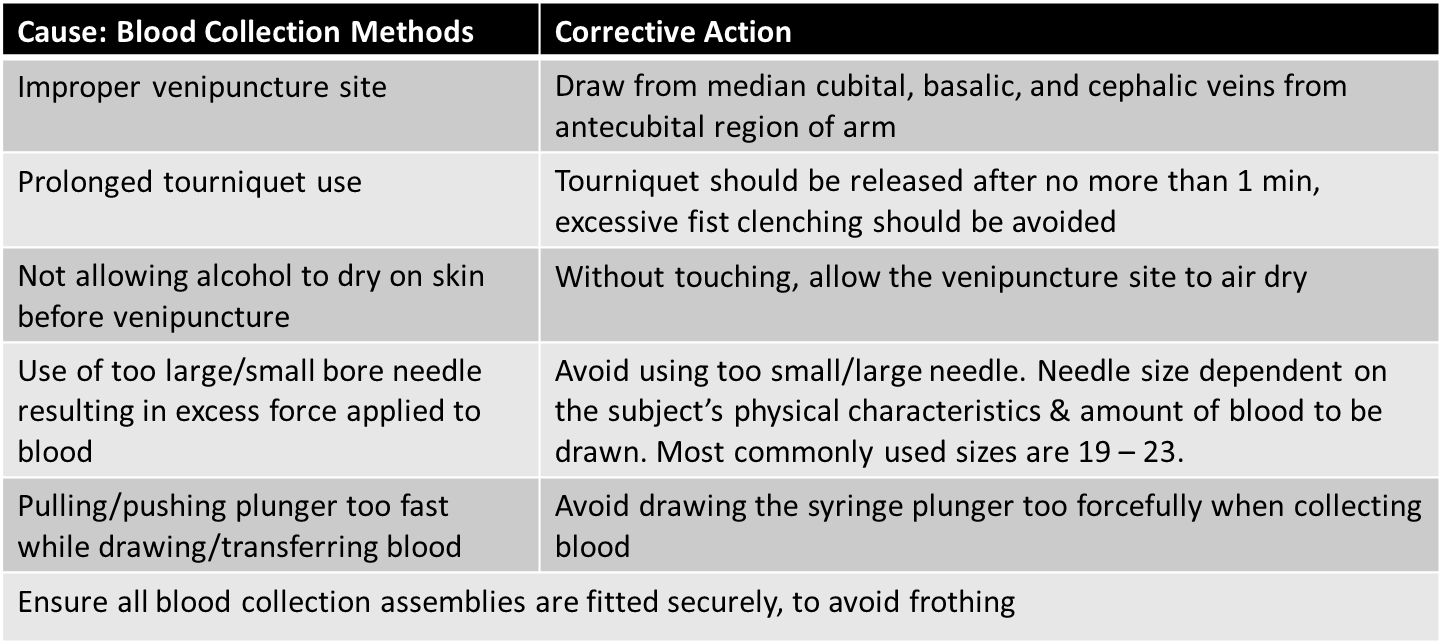 Cause: Blood Collection Methods
Corrective Action
Improper venipuncture site
Draw from median cubital, basalic, and cephalic veins from
antecubital region of arm
Prolonged tourniquet use
Tourniquet should be released after no more than 1 min,
excessive fist clenching should be avoided
Not allowing alcohol to dry on skin
before venipuncture
Without touching, allow the venipuncture site to air dry
Use of too large/small bore needle
resulting in excess force applied to
blood
Avoid using too small/large needle. Needle size dependent on
the subject’s physical characteristics & amount of blood to be
drawn. Most commonly used sizes are 19 – 23.
Pulling/pushing plunger too fast
while drawing/transferring blood
Avoid drawing the syringe plunger too forcefully when collecting
blood
Ensure all blood collection assemblies are fitted securely, to avoid frothing